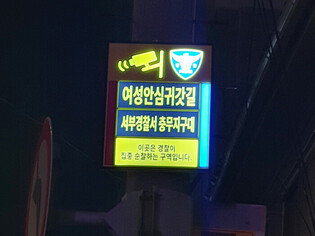 여성안심귀갓길
서부경찰서 충무지구대
이곳은 경찰이
집중 순찰하는 구역입니다.